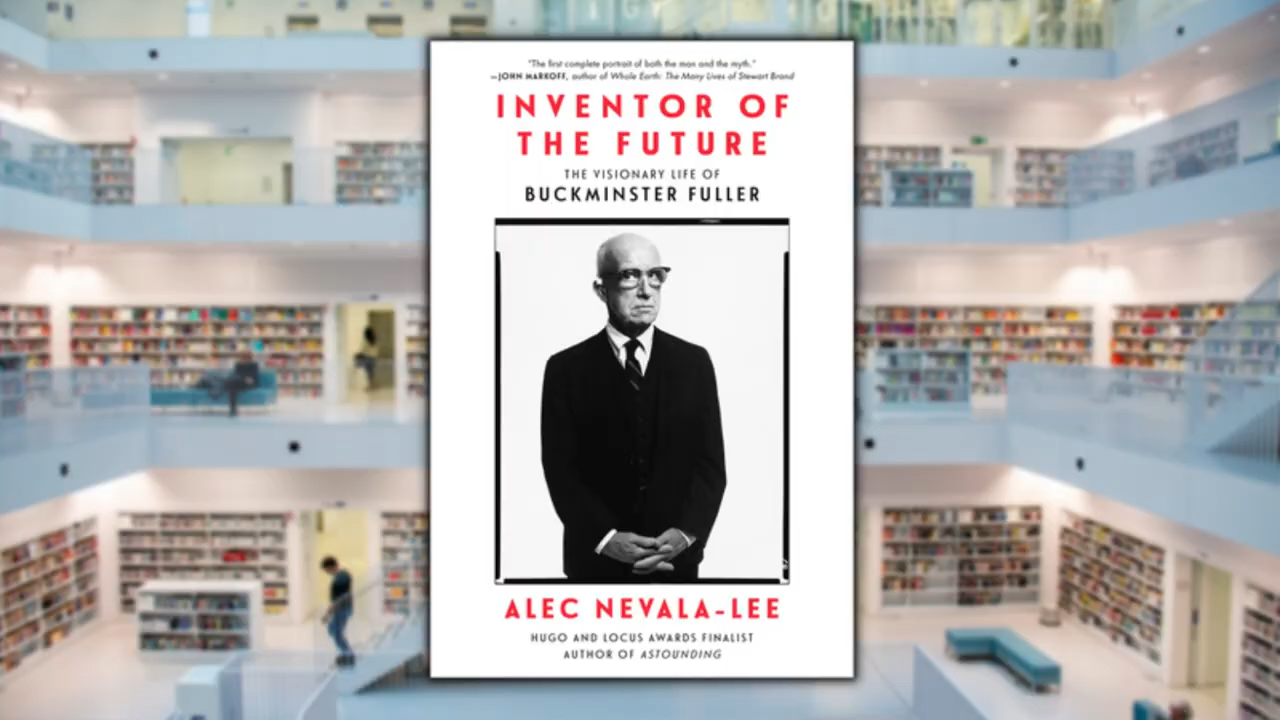 "The first complete portrait of both the man and the myth."
—JOHN MARKOFF, author of Whole Earth: The Many Lives of Stewart Brand
INVENTOR OF
THE FUTURE
THE VISIONARY LIFE OF
BUCKMINSTER FULLER
ALEC NEVALA-LEE
HUGO AND LOCUS AWARDS FINALIST
AUTHOR OF ASTOUNDING